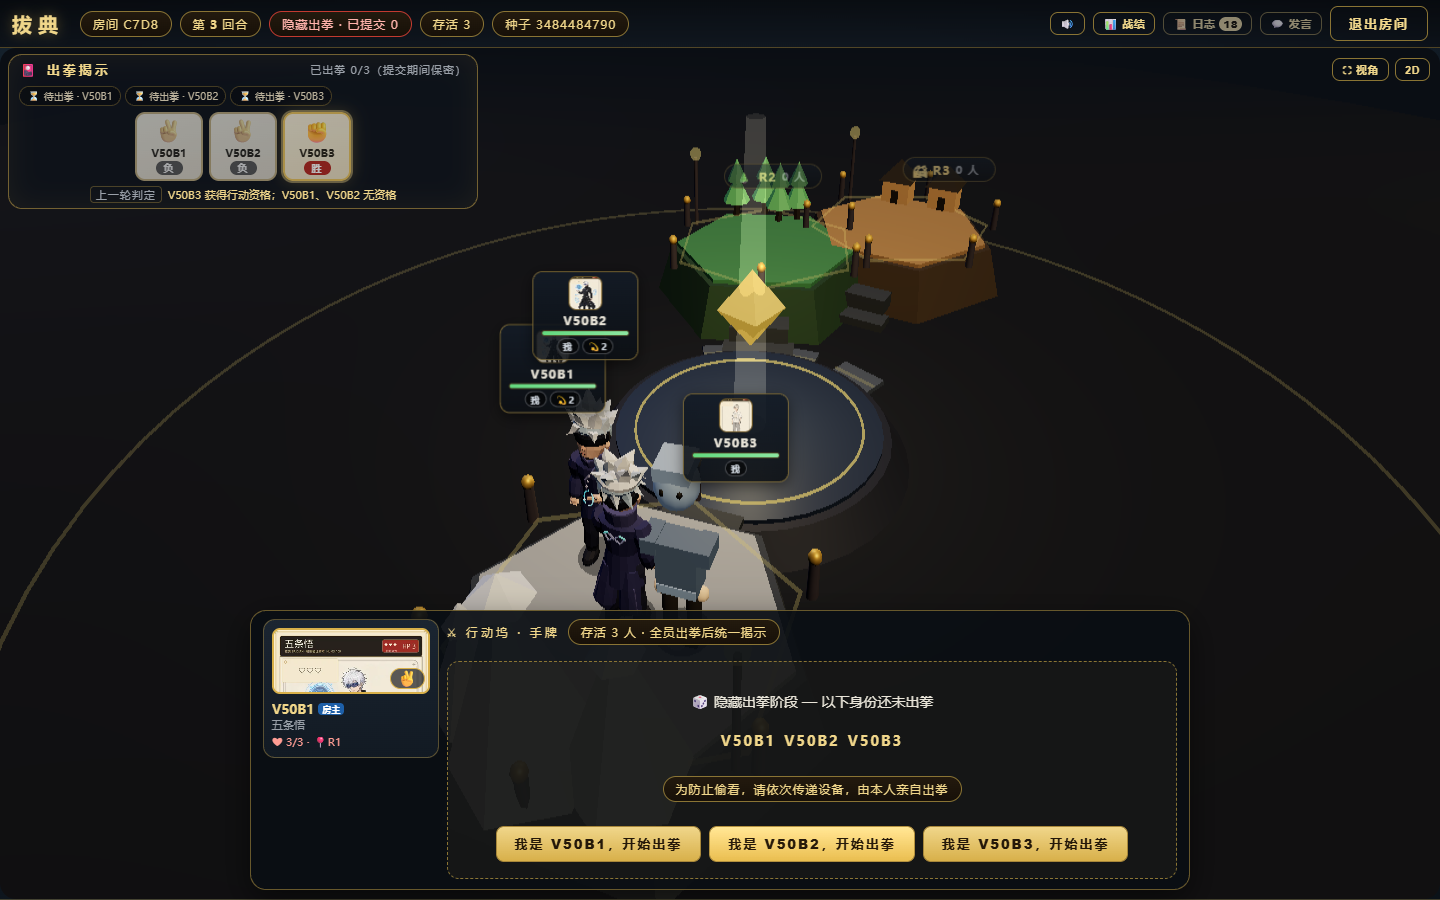 拔典
房间 C7D8
第 3 回合
隐藏出拳 · 已提交 0
存活 3
种子 3484484790
战绩
日志 18
发言
退出房间
出拳揭示
已出拳 0/3（提交期间保密）
待出拳 · V50B1
待出拳 · V50B2
待出拳 · V50B3
V50B1
负
V50B2
负
V50B3
胜
上一轮判定
V50B3 获得行动资格；V50B1、V50B2 无资格
视角
2D
R2 0 人
R3 0 人
V50B2
我
2
V50B1
我
2
V50B3
我
行动坞 · 手牌
存活 3 人 · 全员出拳后统一揭示
五条悟
V50B1 房主
五条悟
3/3 · R1
隐藏出拳阶段 — 以下身份还未出拳
V50B1 V50B2 V50B3
为防止偷看，请依次传递设备，由本人亲自出拳
我是 V50B1，开始出拳
我是 V50B2，开始出拳
我是 V50B3，开始出拳